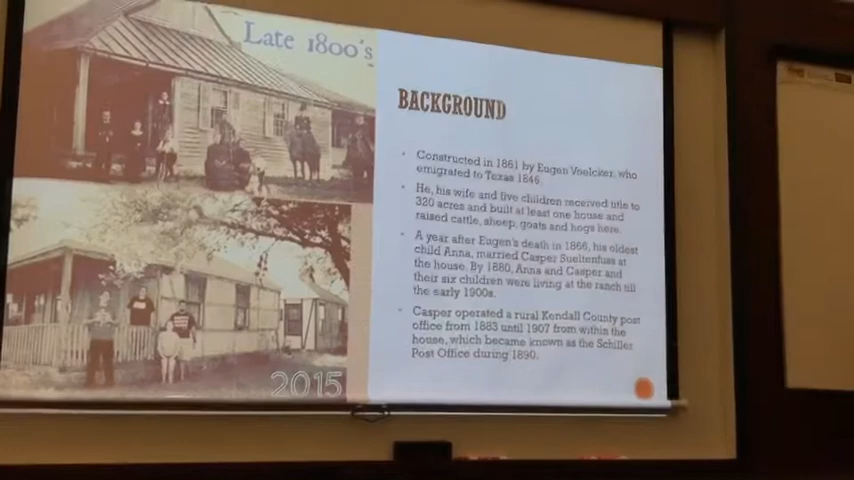 Late 1800's
BACKGROUND
• Constructed in 1861 by Eugen Voelcker, who
emigrated to Texas 1846.
• He, his wife and five children received title to
320 acres and built at least one house and
raised cattle, sheep, goats and hogs here.
• A year after Eugen's death in 1866, his oldest
child Anna, married Casper Sueltenfuss at
the house. By 1880, Anna and Casper and
their six children were living at the ranch till
the early 1900s.
• Casper operated a rural Kendall County post
office from 1883 until 1907 from within the
house, which became known as the Schiller
Post Office during 1890.
2015